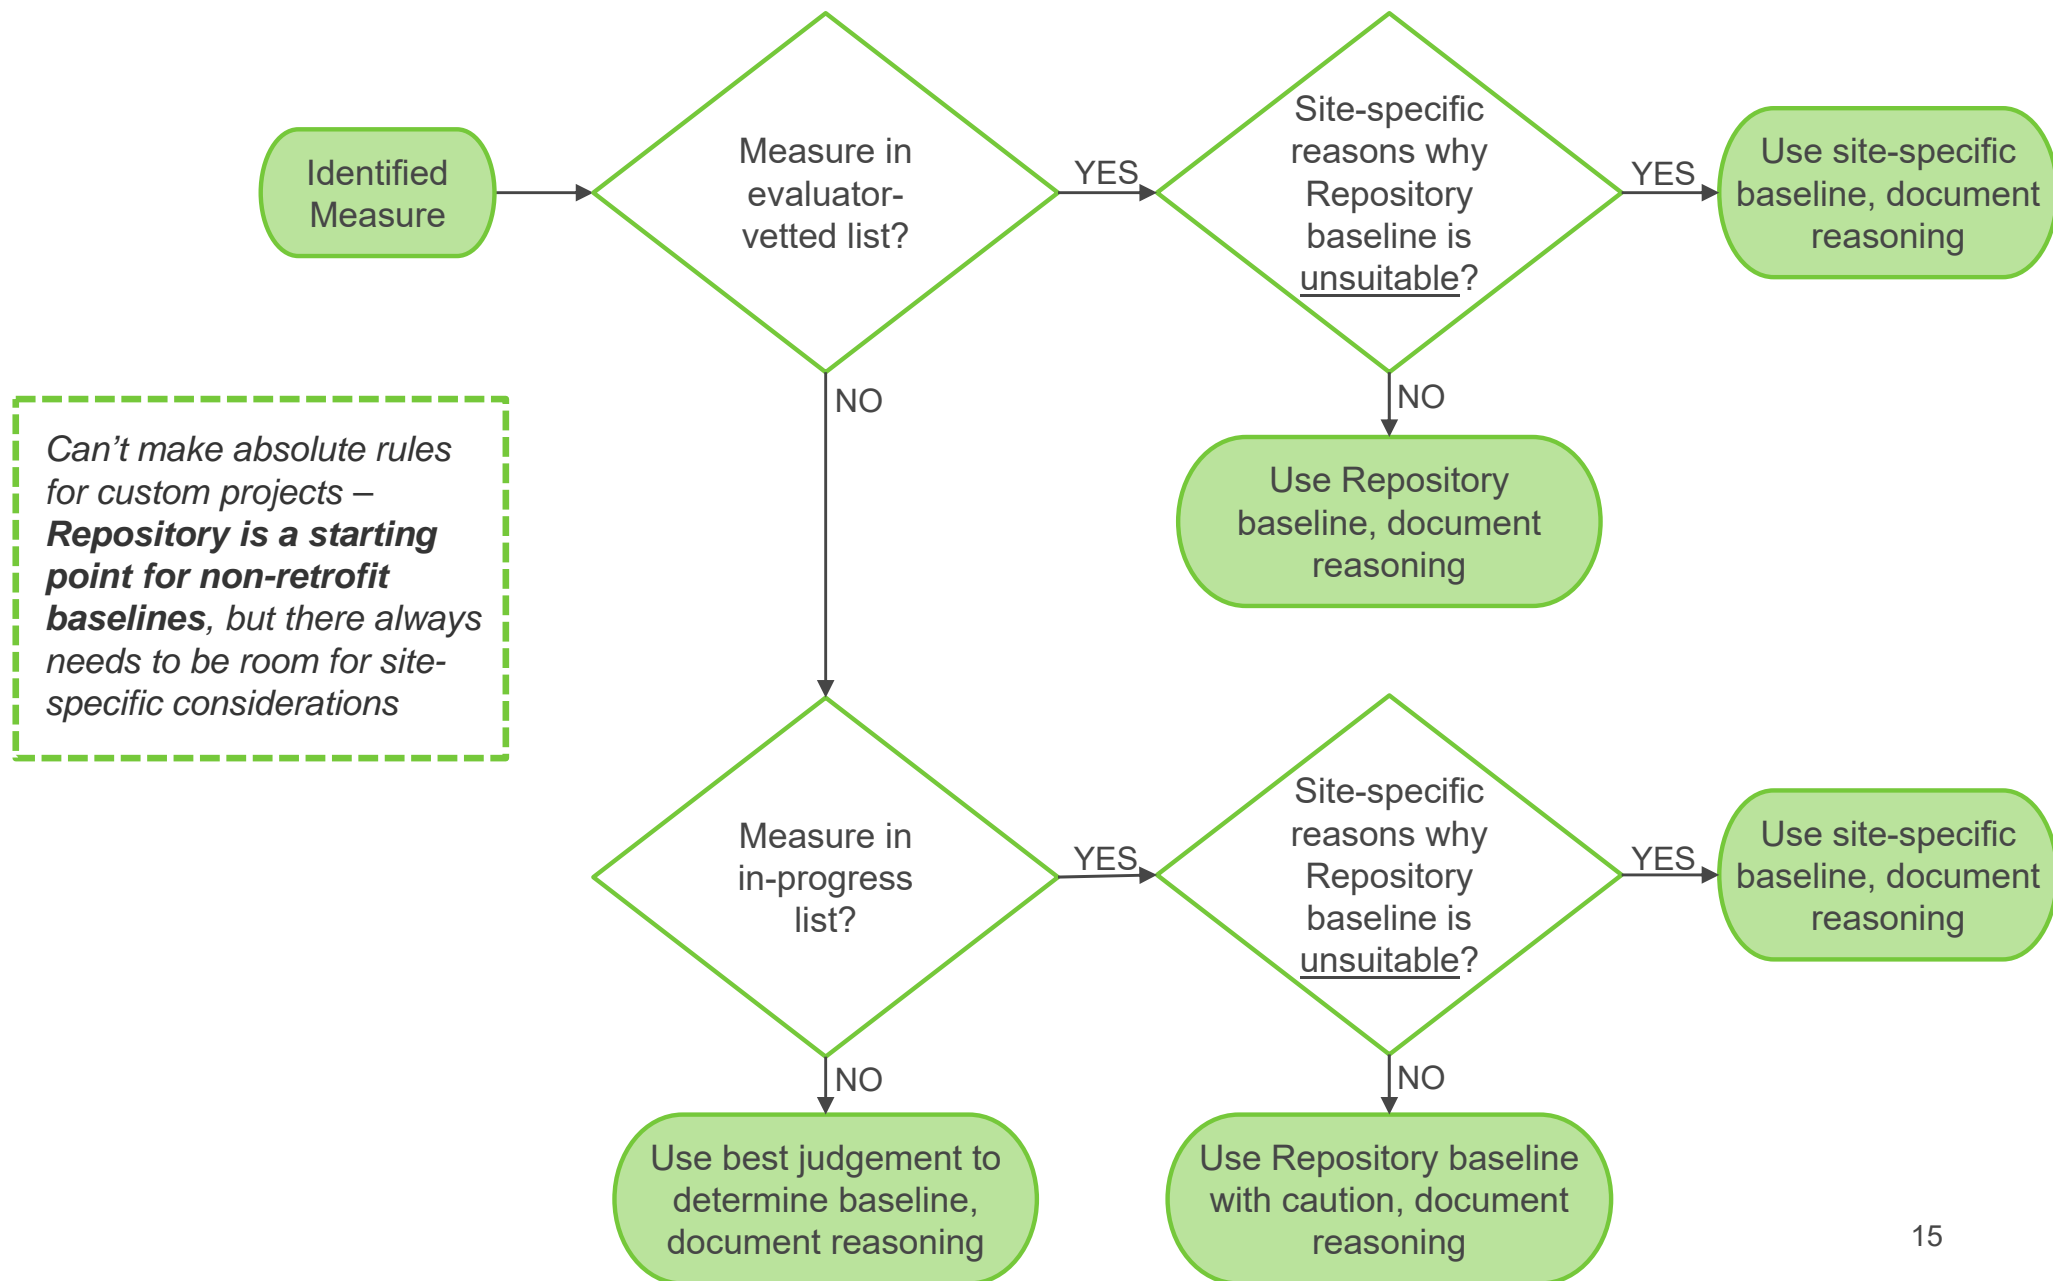 Identified
Measure
Measure in
evaluator-
vetted list?
YES
Site-specific
reasons why
Repository
baseline is
unsuitable?
YES
Use site-specific
baseline, document
reasoning
NO
NO
Use Repository
baseline, document
reasoning
Can’t make absolute rules
for custom projects –
Repository is a starting
point for non-retrofit
baselines, but there always
needs to be room for site-
specific considerations
Measure in
in-progress
list?
YES
Site-specific
reasons why
Repository
baseline is
unsuitable?
YES
Use site-specific
baseline, document
reasoning
NO
NO
Use best judgement to
determine baseline,
document reasoning
Use Repository baseline
with caution, document
reasoning
15